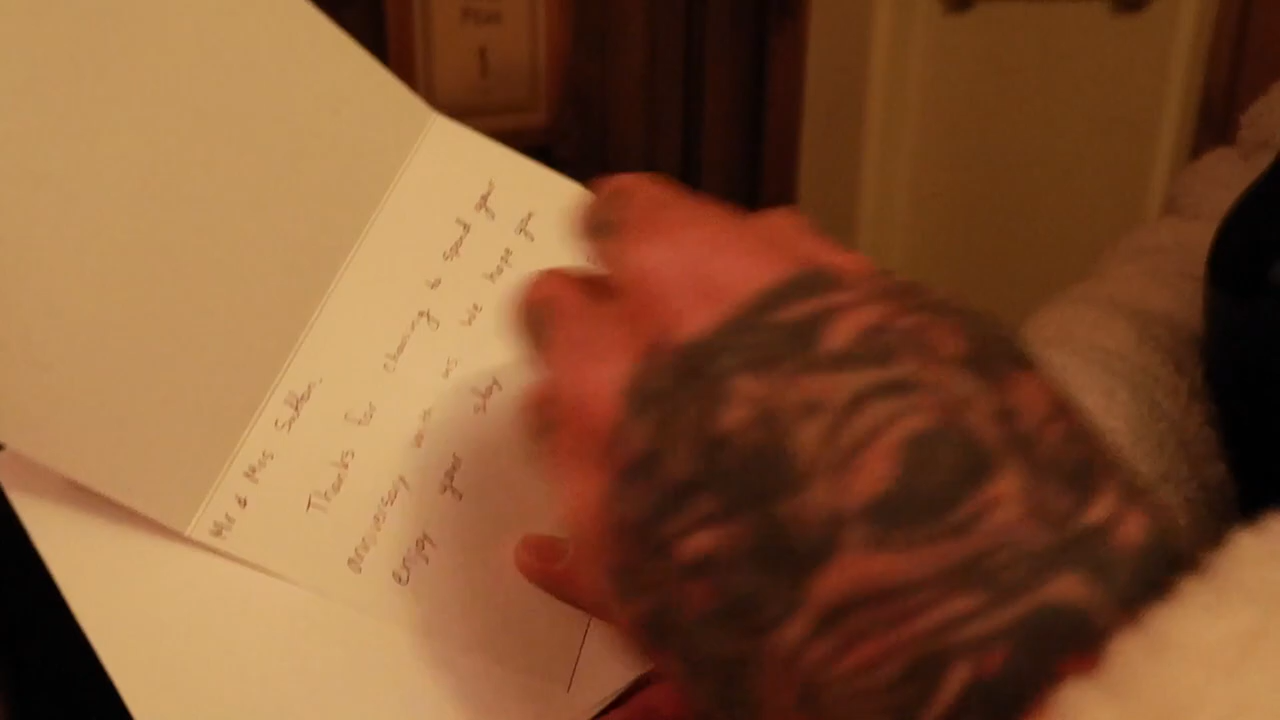 Mr & Mrs Sutton,
Thanks for choosing to spend your
anniversary with us we hope you
enjoy your stay